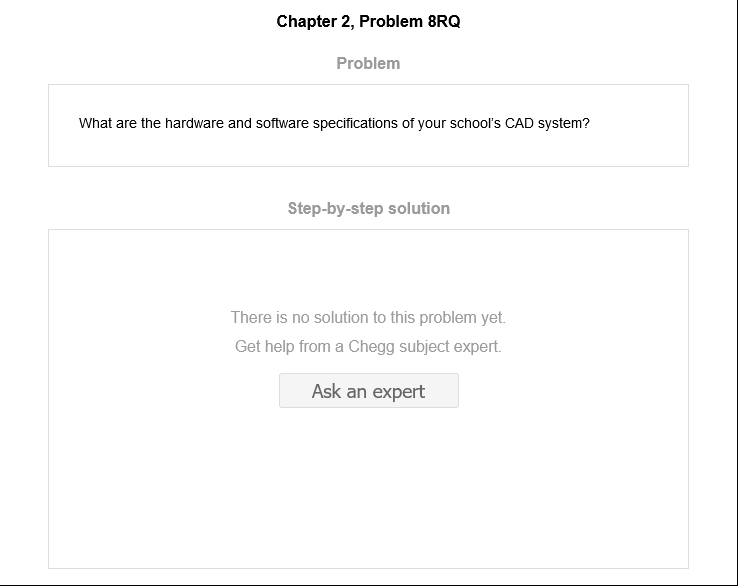 Chapter 2, Problem 8RQ
Problem
What are the hardware and software specifications of your school's CAD system?
Step-by-step solution
There is no solution to this problem yet.
Get help from a Chegg subject expert.
Ask an expert